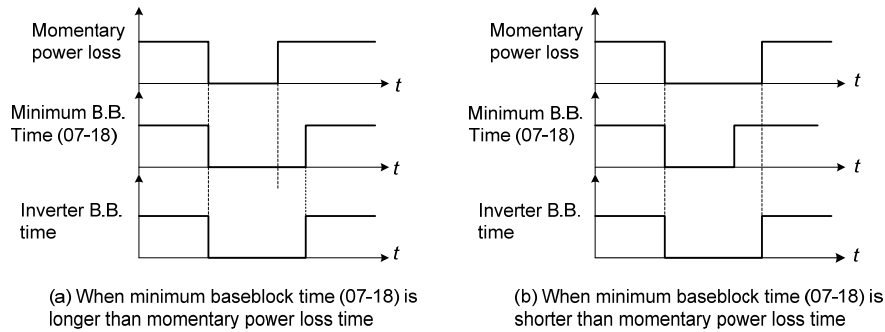 Momentary
power loss
t
Minimum B.B.
Time (07-18)
t
Inverter B.B.
time
t
(a) When minimum baseblock time (07-18) is
longer than momentary power loss time
Momentary
power loss
t
Minimum B.B.
Time (07-18)
t
Inverter B.B.
time
t
(b) When minimum baseblock time (07-18) is
shorter than momentary power loss time